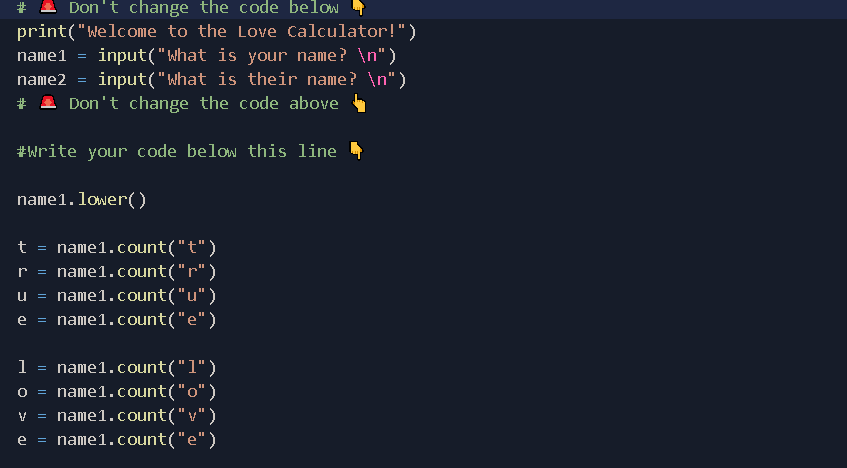 # 🚨 Don't change the code below 👇
print("Welcome to the Love Calculator!")
name1 = input("What is your name? \n")
name2 = input("What is their name? \n")
# 🚨 Don't change the code above 👆
#Write your code below this line 👇
name1.lower()
t = name1.count("t")
r = name1.count("r")
u = name1.count("u")
e = name1.count("e")
l = name1.count("l")
o = name1.count("o")
v = name1.count("v")
e = name1.count("e")